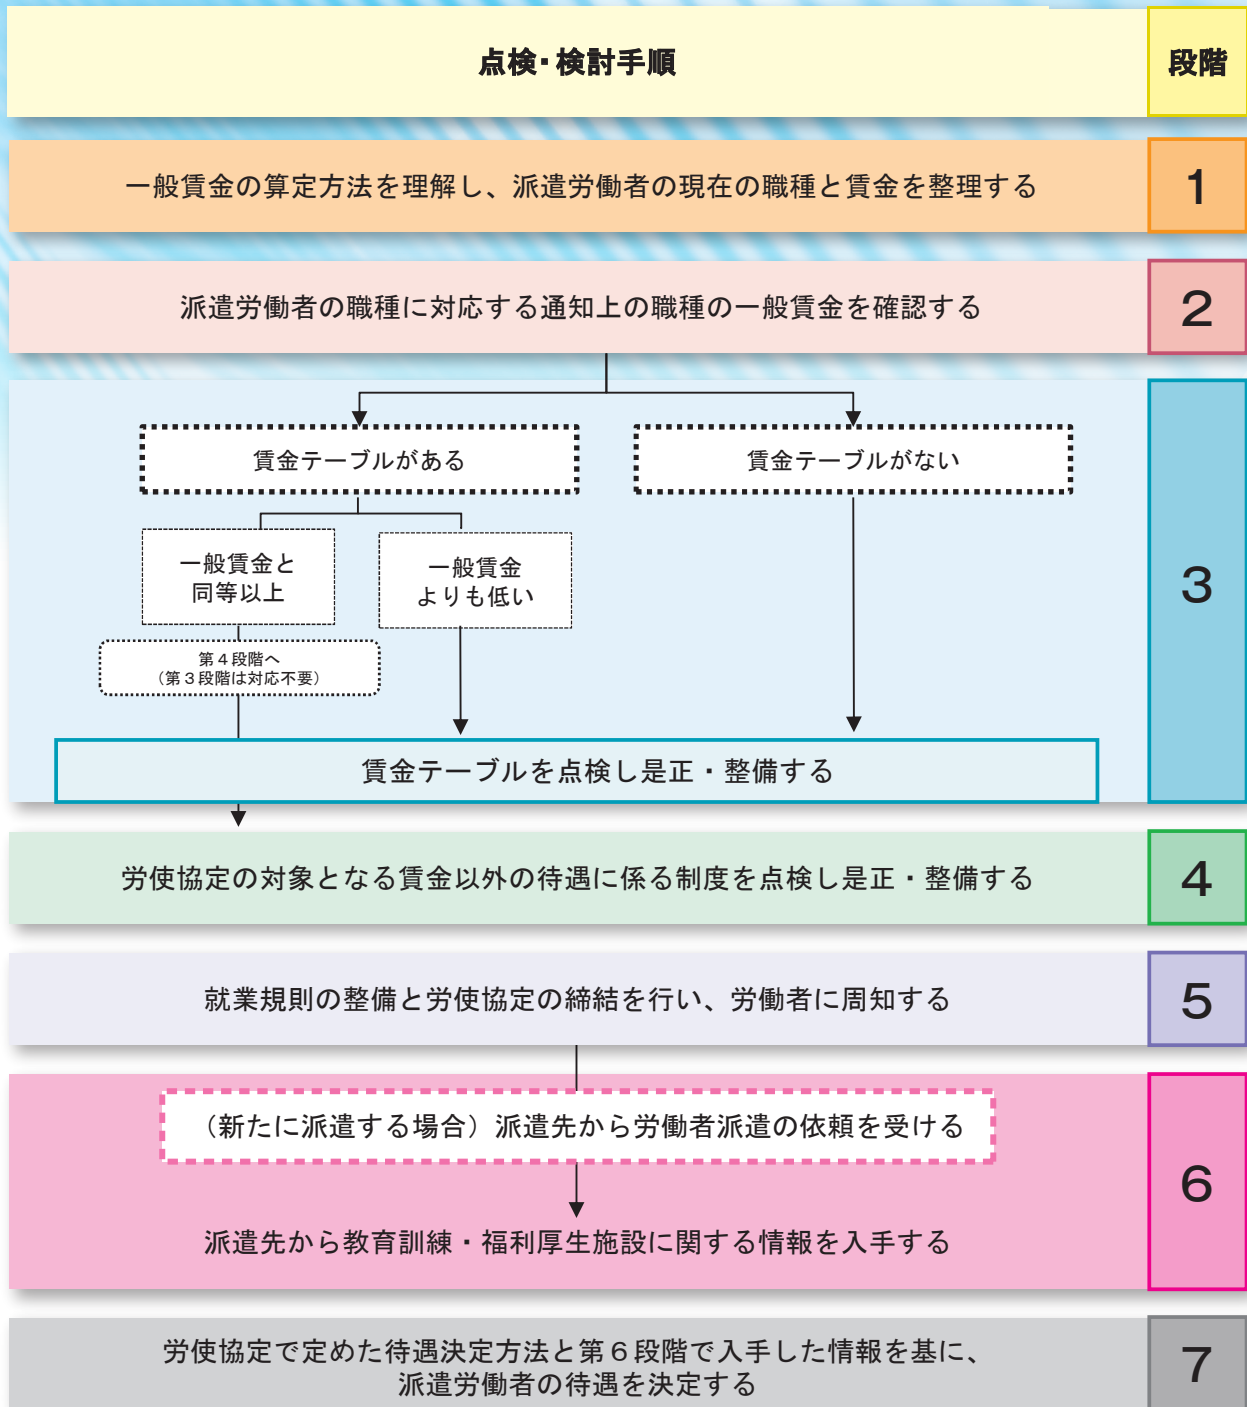 点検・検討手順
段階
一般賃金の算定方法を理解し、派遣労働者の現在の職種と賃金を整理する
1
派遣労働者の職種に対応する通知上の職種の一般賃金を確認する
2
賃金テーブルがある
賃金テーブルがない
一般賃金と
同等以上
一般賃金
よりも低い
第4段階へ
(第3段階は対応不要)
賃金テーブルを点検し是正・整備する
3
労使協定の対象となる賃金以外の待遇に係る制度を点検し是正・整備する
4
就業規則の整備と労使協定の締結を行い、労働者に周知する
5
(新たに派遣する場合)派遣先から労働者派遣の依頼を受ける
派遣先から教育訓練・福利厚生施設に関する情報を入手する
6
労使協定で定めた待遇決定方法と第6段階で入手した情報を基に、
派遣労働者の待遇を決定する
7